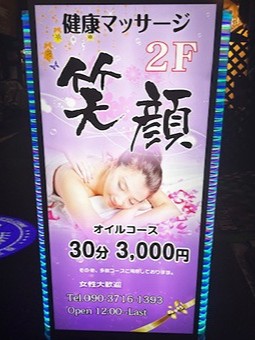 健康マッサージ
2F
笑顔
オイルコース
30分 3,000円
女性大歓迎
Tel 090 3716 1393
Open 12:00~Last